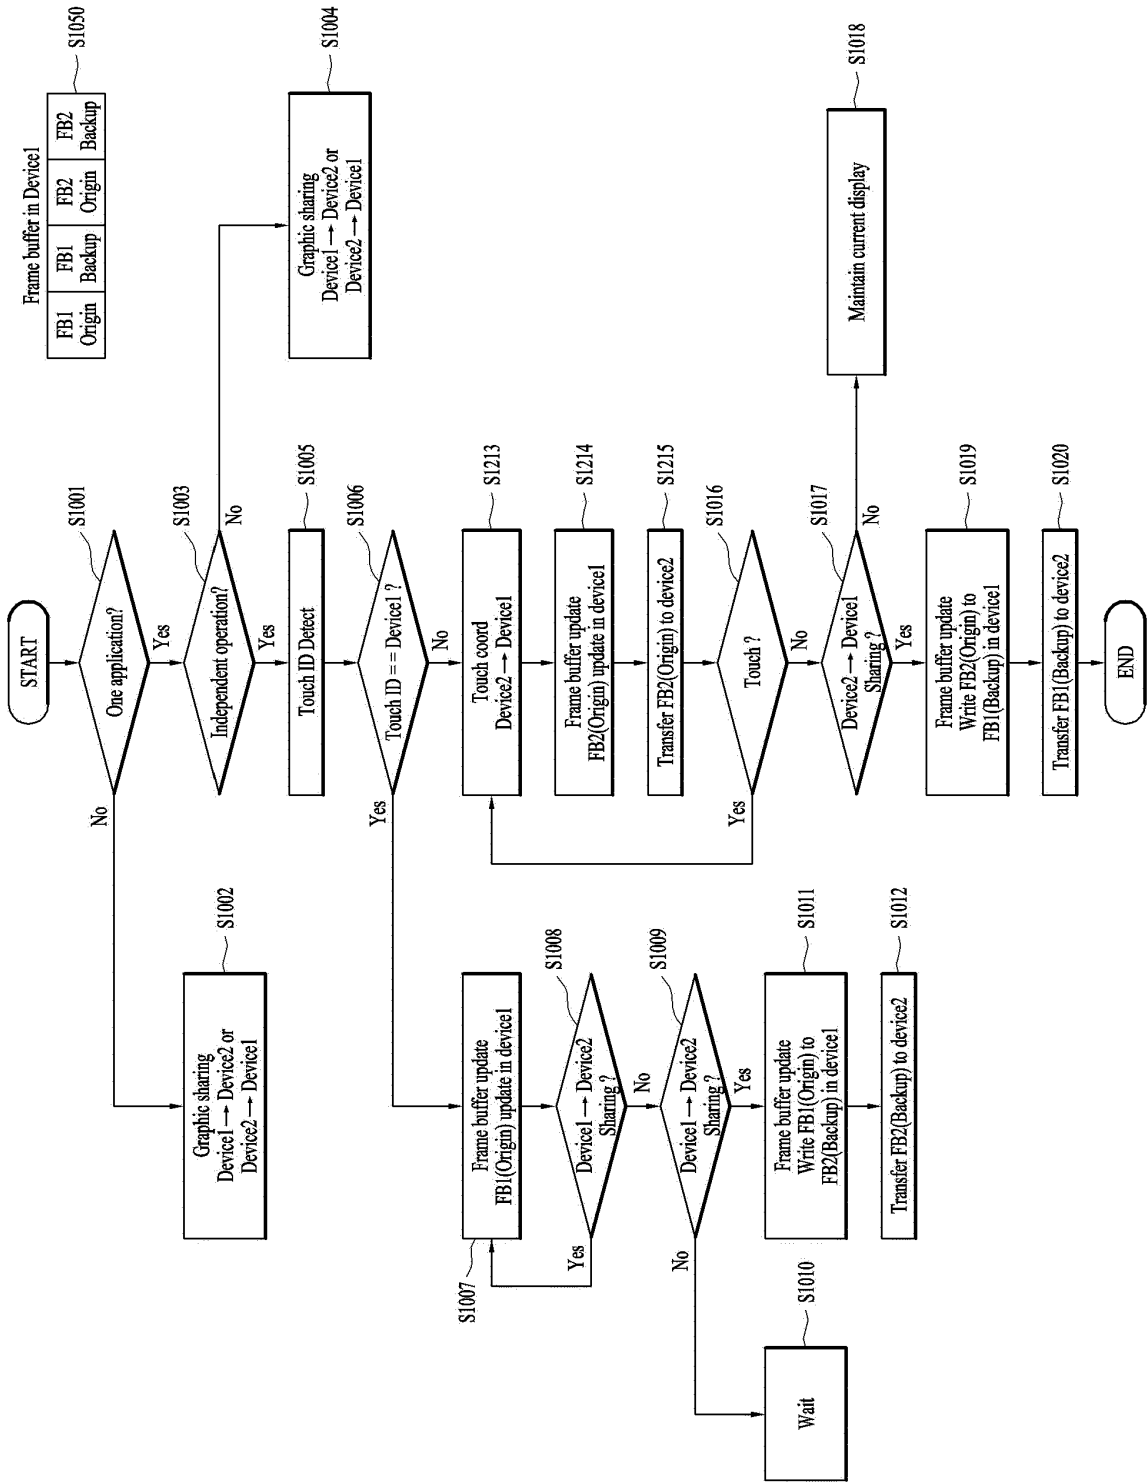 Frame buffer in Device1
FB1
Origin
FB1
Backup
FB2
Origin
FB2
Backup
S1050
START
One application?
S1001
No
Yes
Graphic sharing
Device1 → Device2 or
Device2 → Device1
S1002
Independent operation?
S1003
No
Yes
Graphic sharing
Device1 → Device2 or
Device2 → Device1
S1004
Touch ID Detect
S1005
Touch ID = = Device1 ?
S1006
Yes
No
Frame buffer update
FB1(Origin) update in device1
S1007
Device1 → Device2
Sharing ?
S1008
Yes
No
Device1 → Device2
Sharing ?
S1009
No
Yes
Wait
S1010
Frame buffer update
Write FB1(Origin) to
FB2(Backup) in device1
S1011
Transfer FB2(Backup) to device2
S1012
Touch coord
Device2 → Device1
S1213
Frame buffer update
FB2(Origin) update in device1
S1214
Transfer FB2(Origin) to device2
S1215
Touch ?
S1016
Yes
No
Device2 → Device1
Sharing ?
S1017
No
Yes
Maintain current display
S1018
Frame buffer update
Write FB2(Origin) to
FB1(Backup) in device1
S1019
Transfer FB1(Backup) to device2
S1020
END